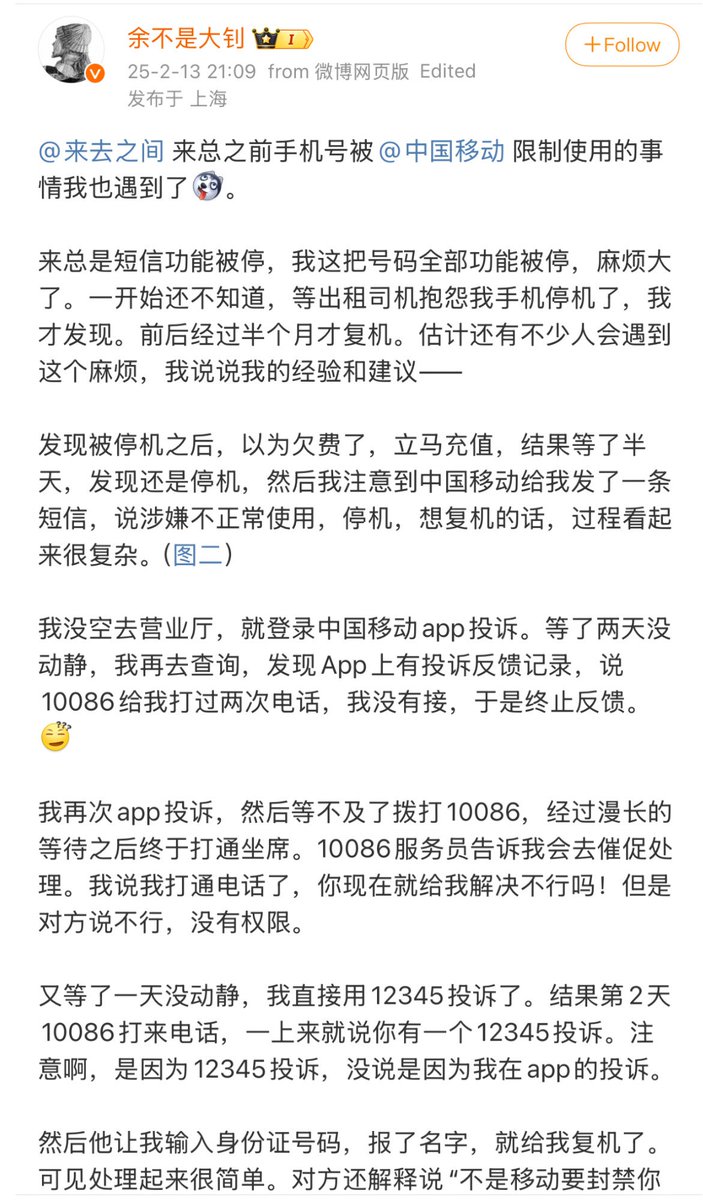 余不是大钊 I
+Follow
25-2-13 21:09 from 微博网页版 Edited
发布于 上海
@来去之间 来总之前手机号被 @中国移动 限制使用的事
情我也遇到了。
来总是短信功能被停，我这把号码全部功能被停，麻烦大
了。一开始还不知道，等出租司机抱怨我手机停机了，我
才发现。前后经过半个月才复机。估计还有不少人会遇到
这个麻烦，我说说我的经验和建议——
发现被停机之后，以为欠费了，立马充值，结果等了半
天，发现还是停机，然后我注意到中国移动给我发了一条
短信，说涉嫌不正常使用，停机，想复机的话，过程看起
来很复杂。（图二）
我没空去营业厅，就登录中国移动app投诉。等了两天没
动静，我再去查询，发现App上有投诉反馈记录，说
10086给我打过两次电话，我没有接，于是终止反馈。
???
我再次app投诉，然后等不及了拨打10086，经过漫长的
等待之后终于打通坐席。10086服务员告诉我会去催促处
理。我说我打通电话了，你现在就给我解决不行吗！但是
对方说不行，没有权限。
又等了一天没动静，我直接用12345投诉了。结果第2天
10086打来电话，一上来就说你有一个12345投诉。注
意啊，是因为12345投诉，没说是因为我在app的投诉。
然后他让我输入身份证号码，报了名字，就给我复机了。
可见处理起来很简单。对方还解释说“不是移动要封禁你